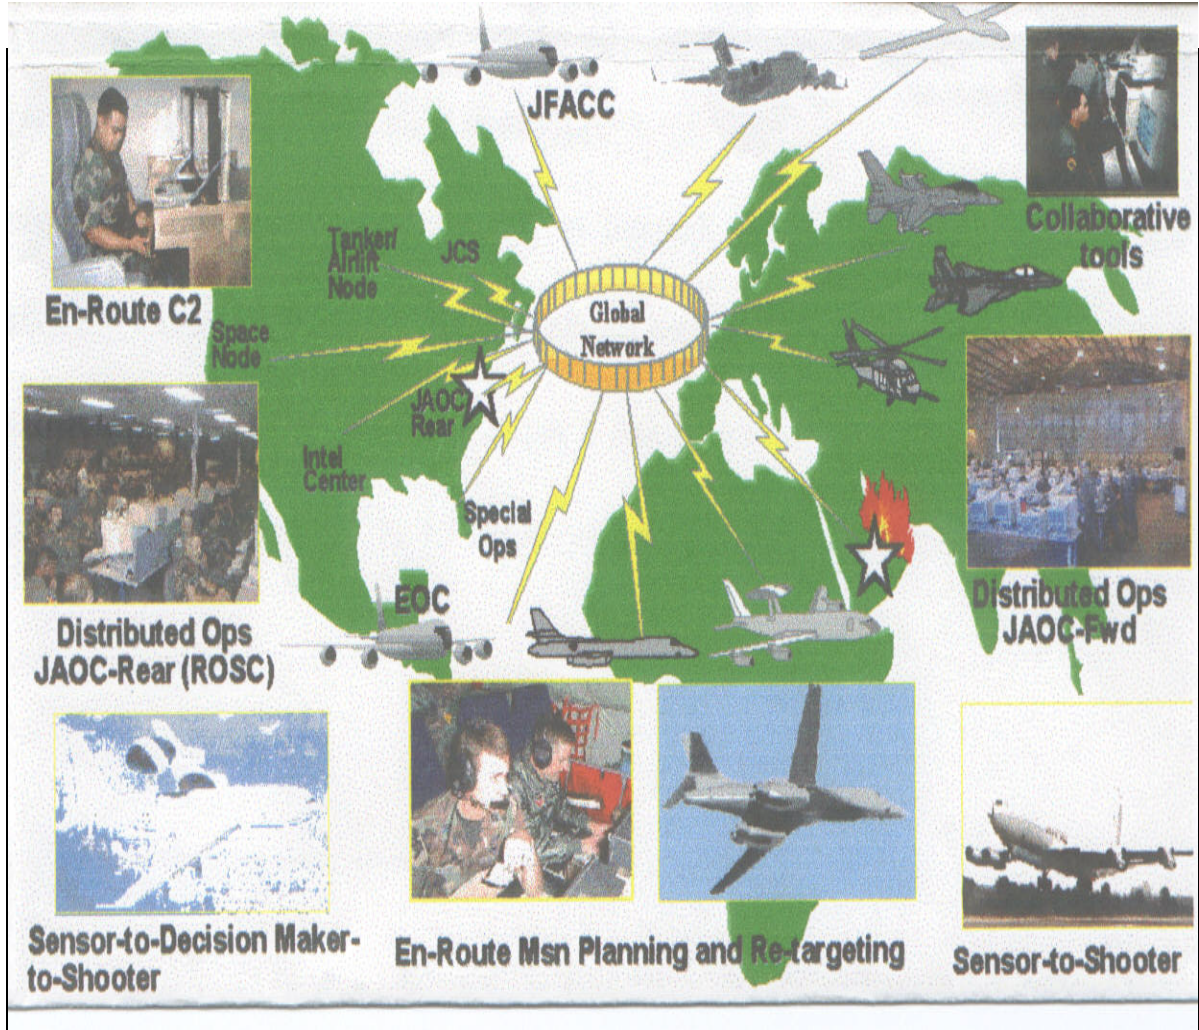 JFACC
Collaborative
tools
En-Route C2
Tanker/
Airlift
Node
JCS
Global
Network
Space
Node
JAOC
Rear
Intel
Center
Special
Ops
EOC
Distributed Ops
JAOC-Rear (ROSC)
Distributed Ops
JAOC-Fwd
Sensor-to-Decision Maker-
to-Shooter
En-Route Msn Planning and Re-targeting
Sensor-to-Shooter